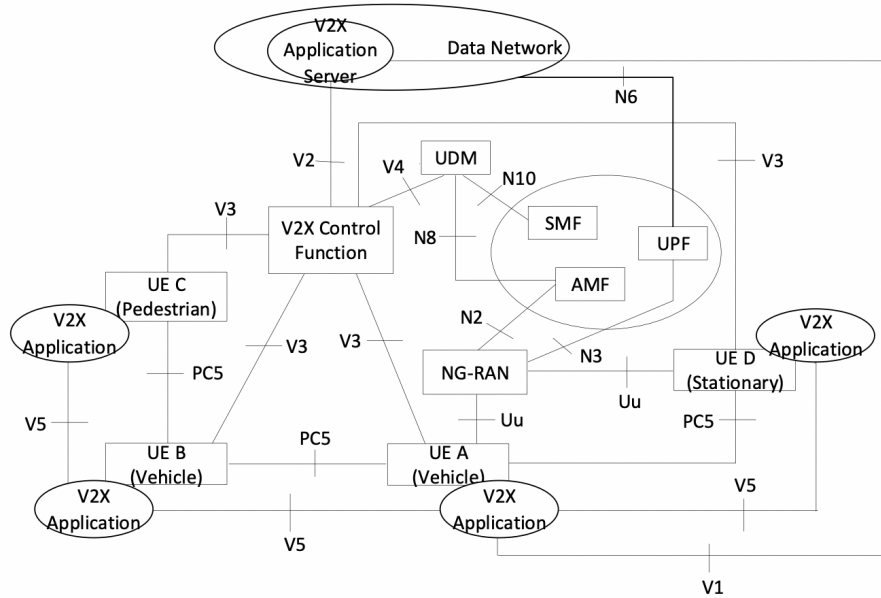 V2X
Application
Server
Data Network
N6
V2
V4
UDM
N10
V3
V3
V2X Control
Function
N8
SMF
UPF
AMF
UE C
(Pedestrian)
V2X
Application
V3
V3
N2
N3
V2X
Application
PC5
NG-RAN
Uu
UE D
(Stationary)
V5
Uu
PC5
PC5
UE B
(Vehicle)
UE A
(Vehicle)
V2X
Application
V5
V2X
Application
V5
V1